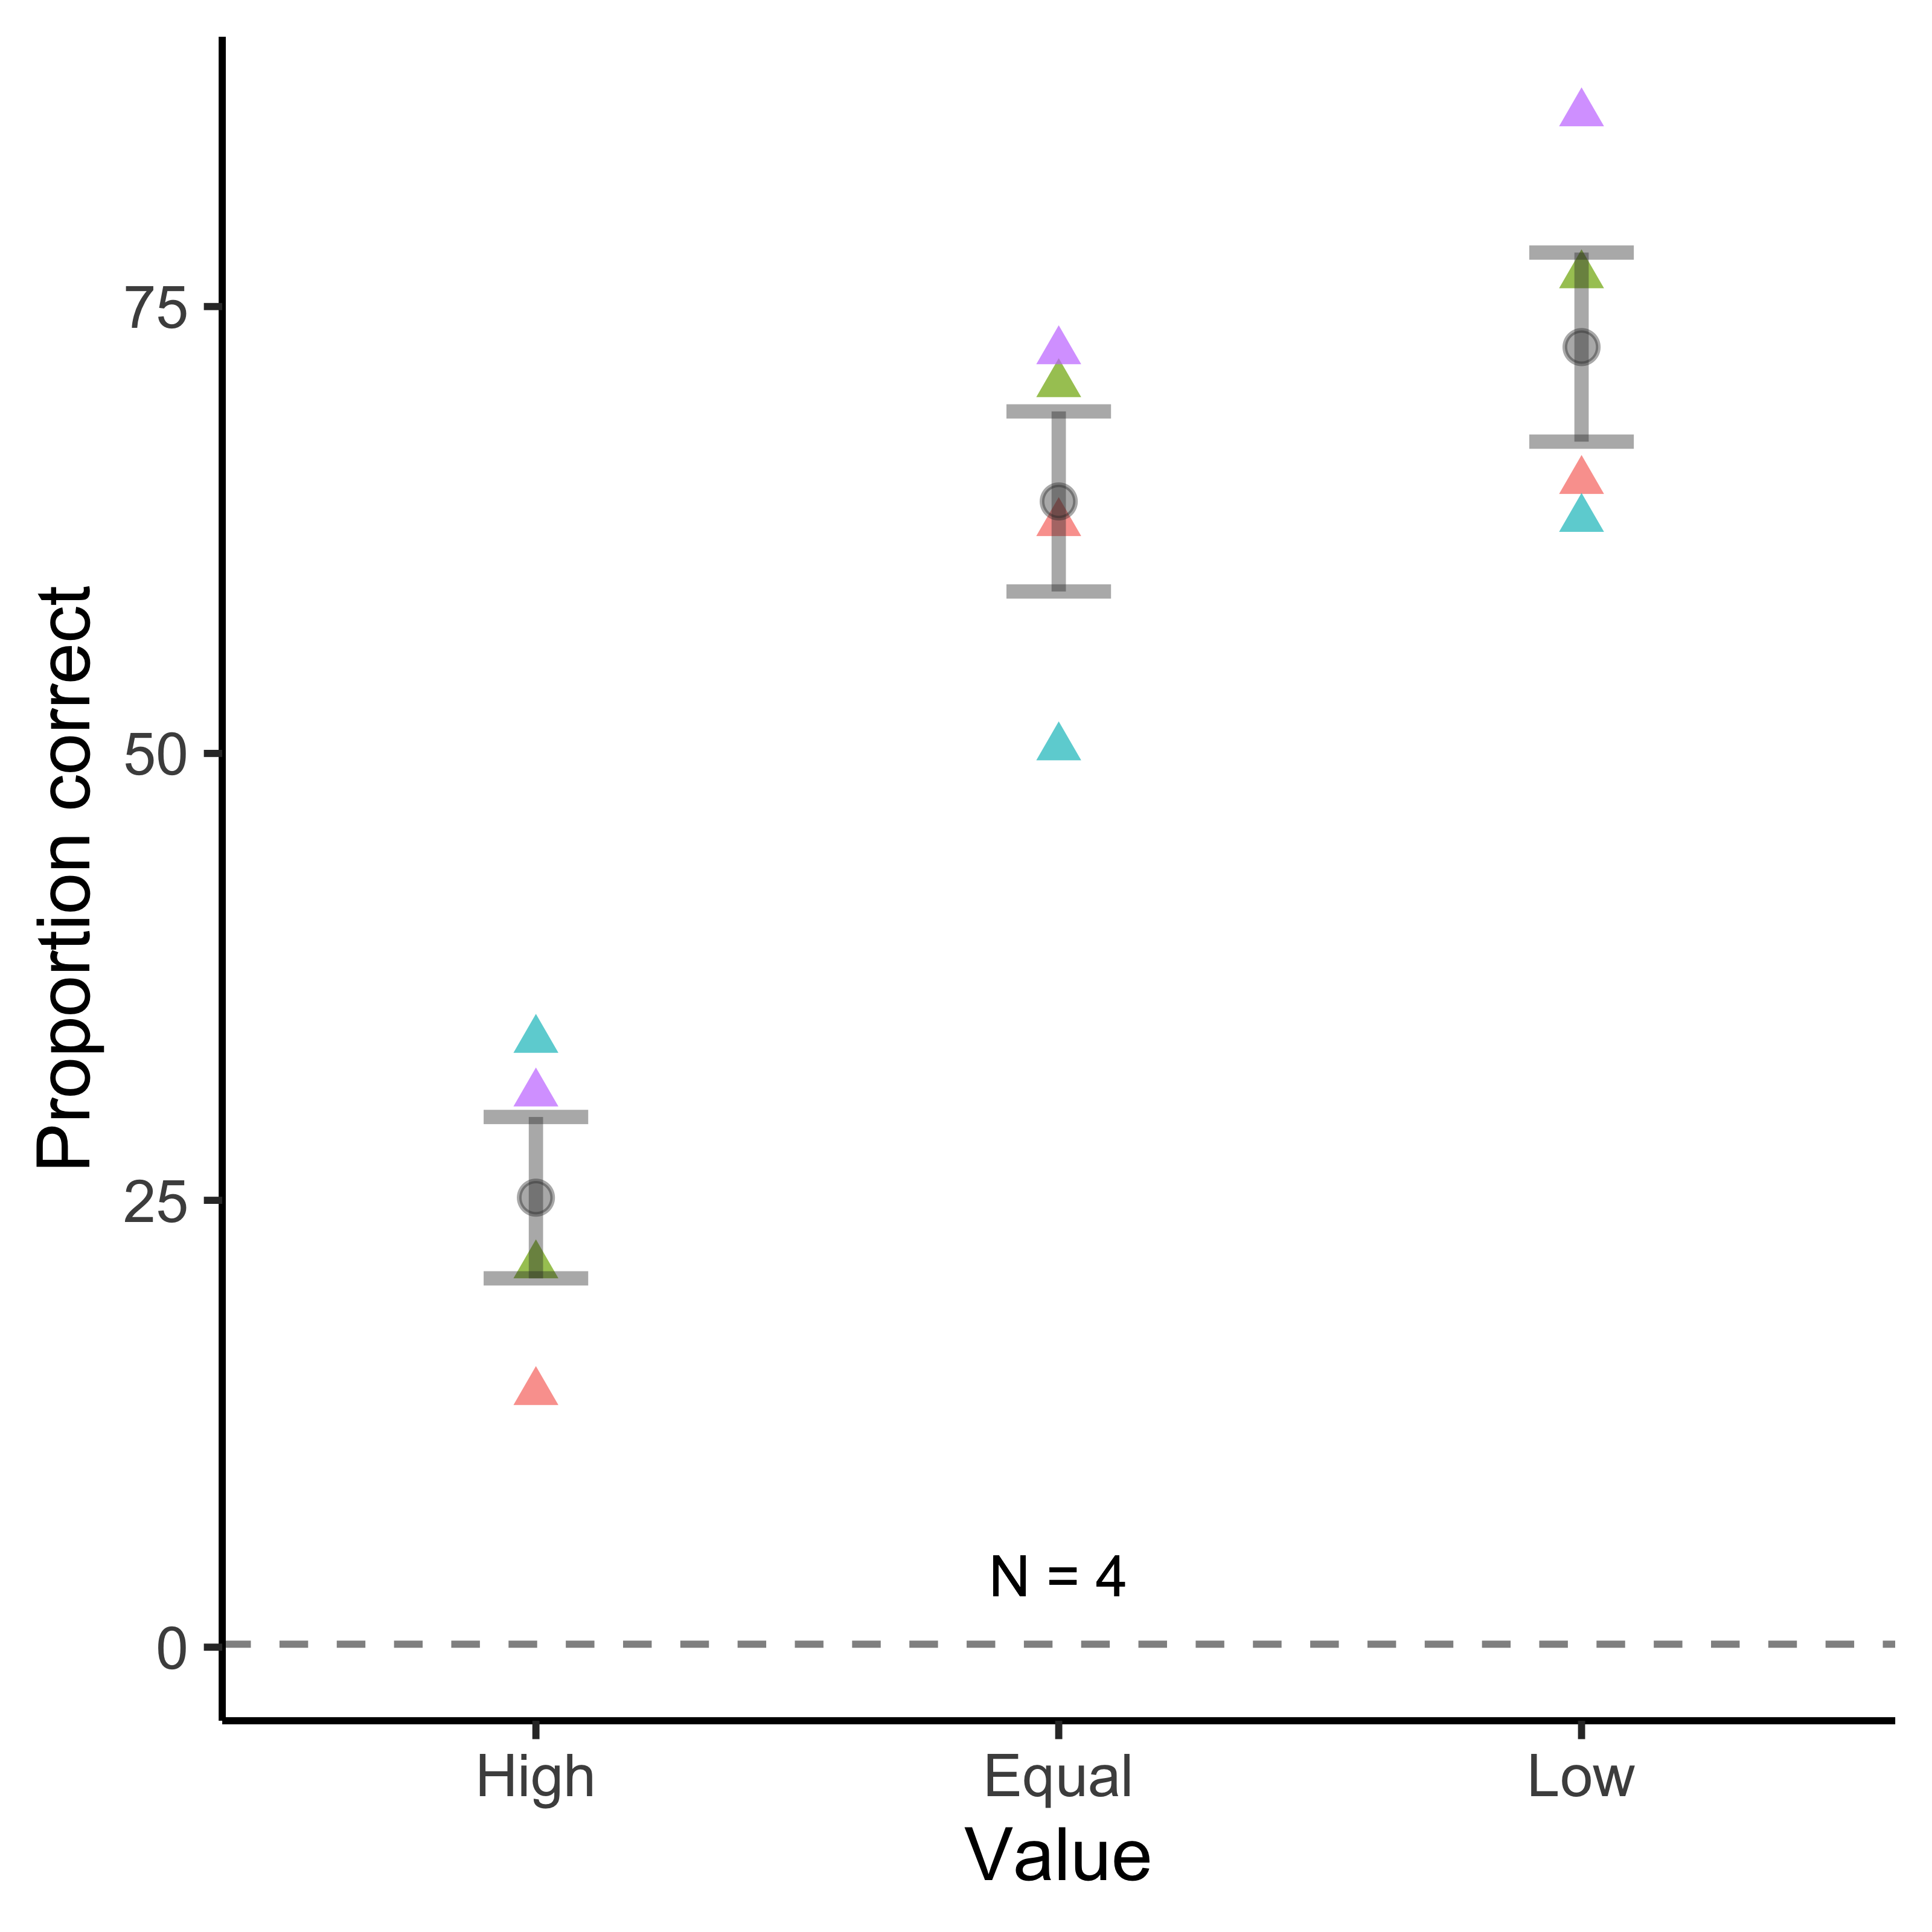 Proportion correct
75
50
25
0
N = 4
High
Equal
Low
Value